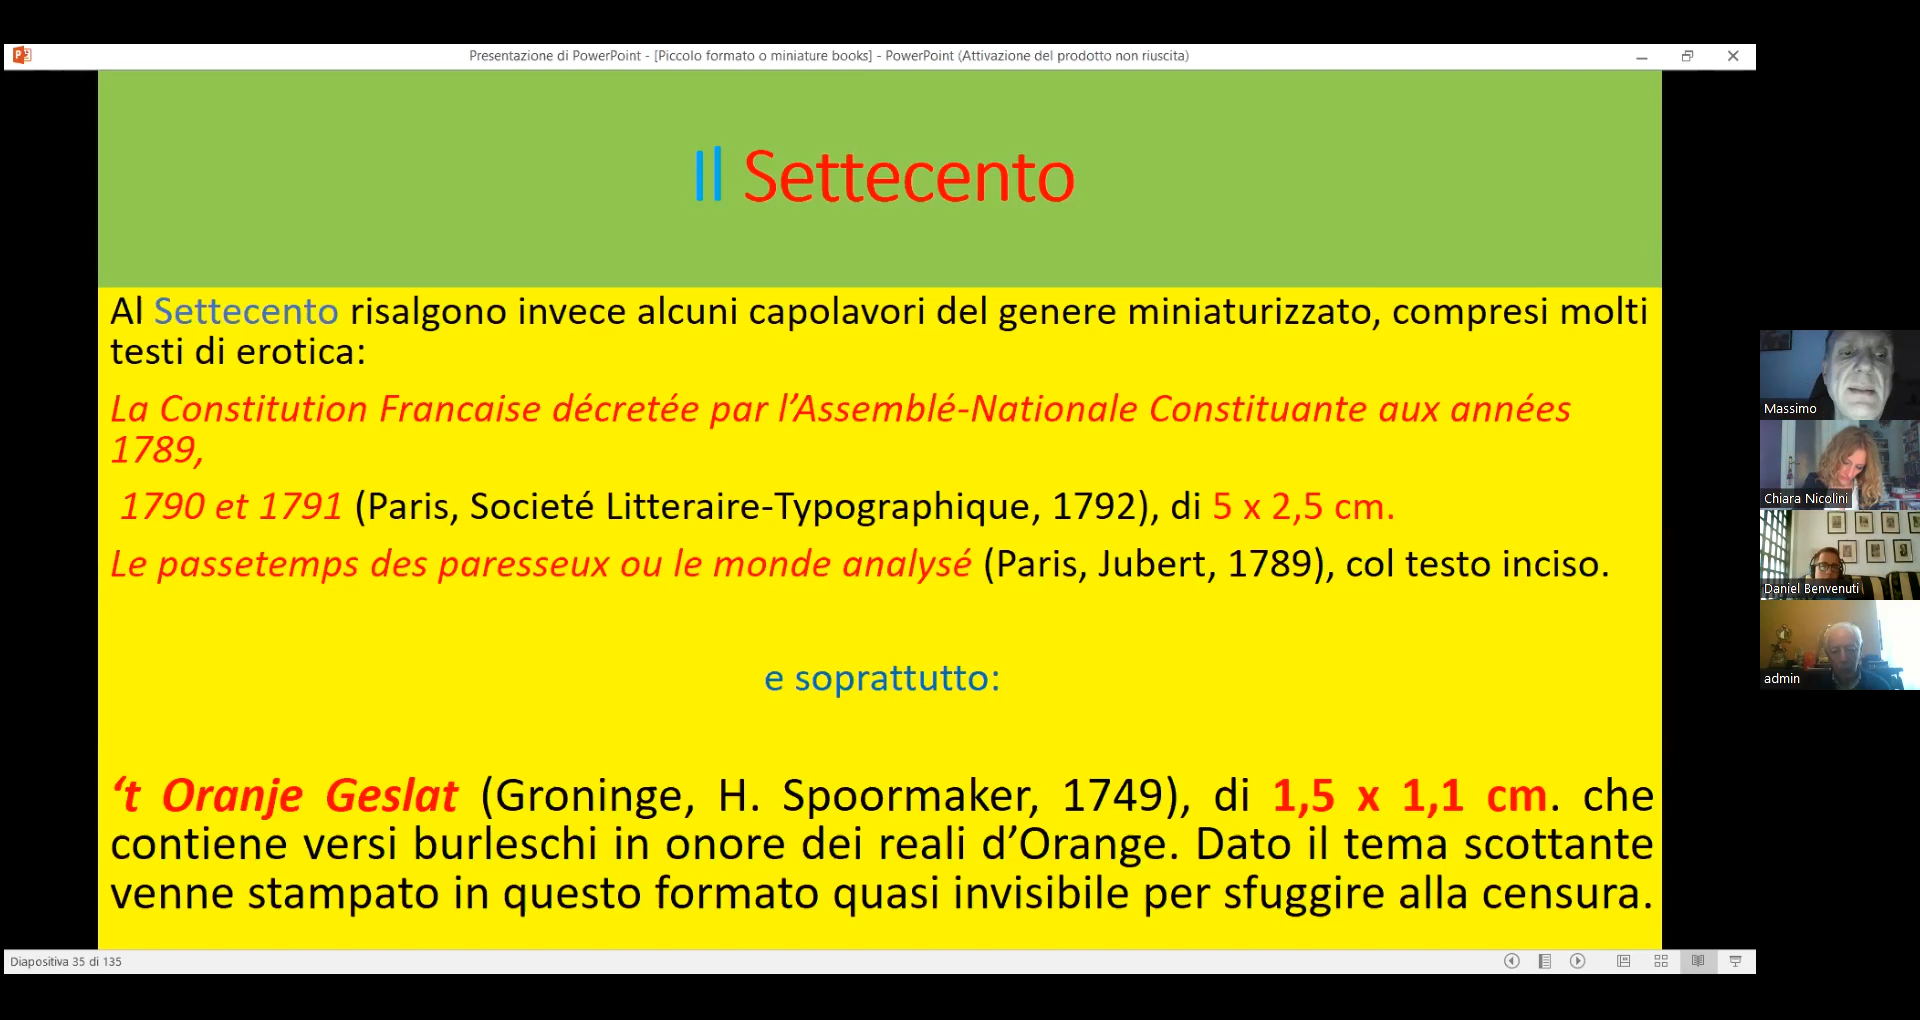 Presentazione di PowerPoint - [Piccolo formato o miniature books] - PowerPoint (Attivazione del prodotto non riuscita)
Il Settecento
Al Settecento risalgono invece alcuni capolavori del genere miniaturizzato, compresi molti
testi di erotica:
La Constitution Francaise décretée par l’Assemblé-Nationale Constituante aux années
1789,
1790 et 1791 (Paris, Societé Litteraire-Typographique, 1792), di 5 x 2,5 cm.
Le passetemps des paresseux ou le monde analysé (Paris, Jubert, 1789), col testo inciso.
e soprattutto:
‘t Oranje Geslat (Groninge, H. Spoormaker, 1749), di 1,5 x 1,1 cm. che
contiene versi burleschi in onore dei reali d’Orange. Dato il tema scottante
venne stampato in questo formato quasi invisibile per sfuggire alla censura.
Massimo
Chiara Nicolini
Daniel Benvenuti
admin
Diapositiva 35 di 135